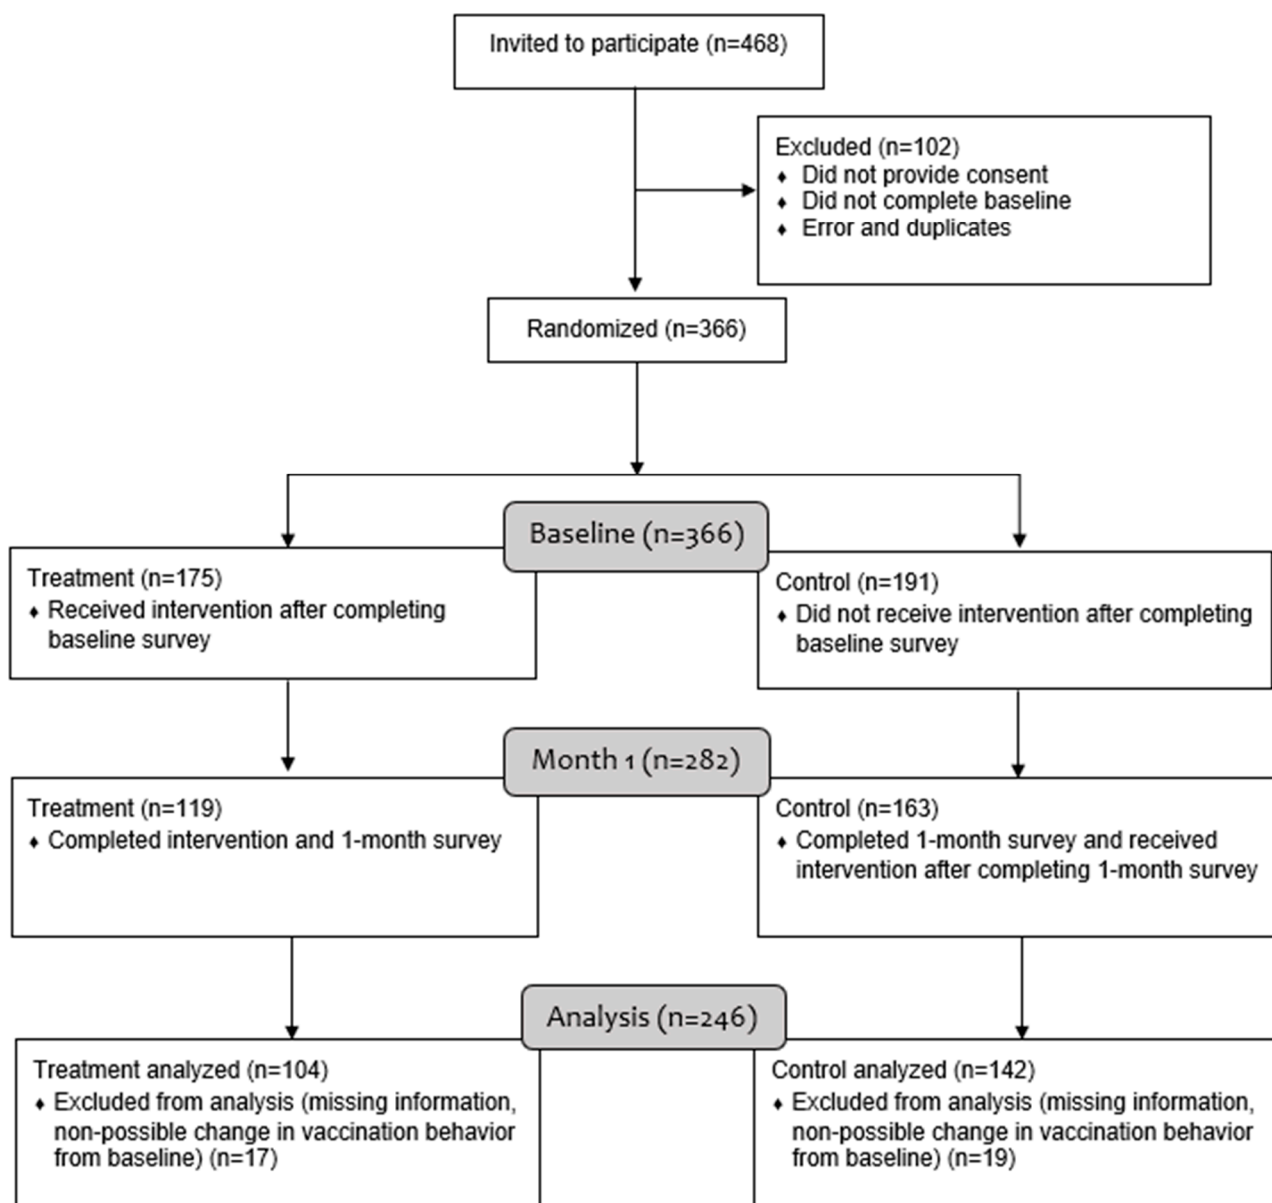 Invited to participate (n=468)
Excluded (n=102)
♦ Did not provide consent
♦ Did not complete baseline
♦ Error and duplicates
Randomized (n=366)
Baseline (n=366)
Treatment (n=175)
♦ Received intervention after completing
baseline survey
Control (n=191)
♦ Did not receive intervention after completing
baseline survey
Month 1 (n=282)
Treatment (n=119)
♦ Completed intervention and 1-month survey
Control (n=163)
♦ Completed 1-month survey and received
intervention after completing 1-month survey
Analysis (n=246)
Treatment analyzed (n=104)
♦ Excluded from analysis (missing information,
non-possible change in vaccination behavior
from baseline) (n=17)
Control analyzed (n=142)
♦ Excluded from analysis (missing information,
non-possible change in vaccination behavior
from baseline) (n=19)